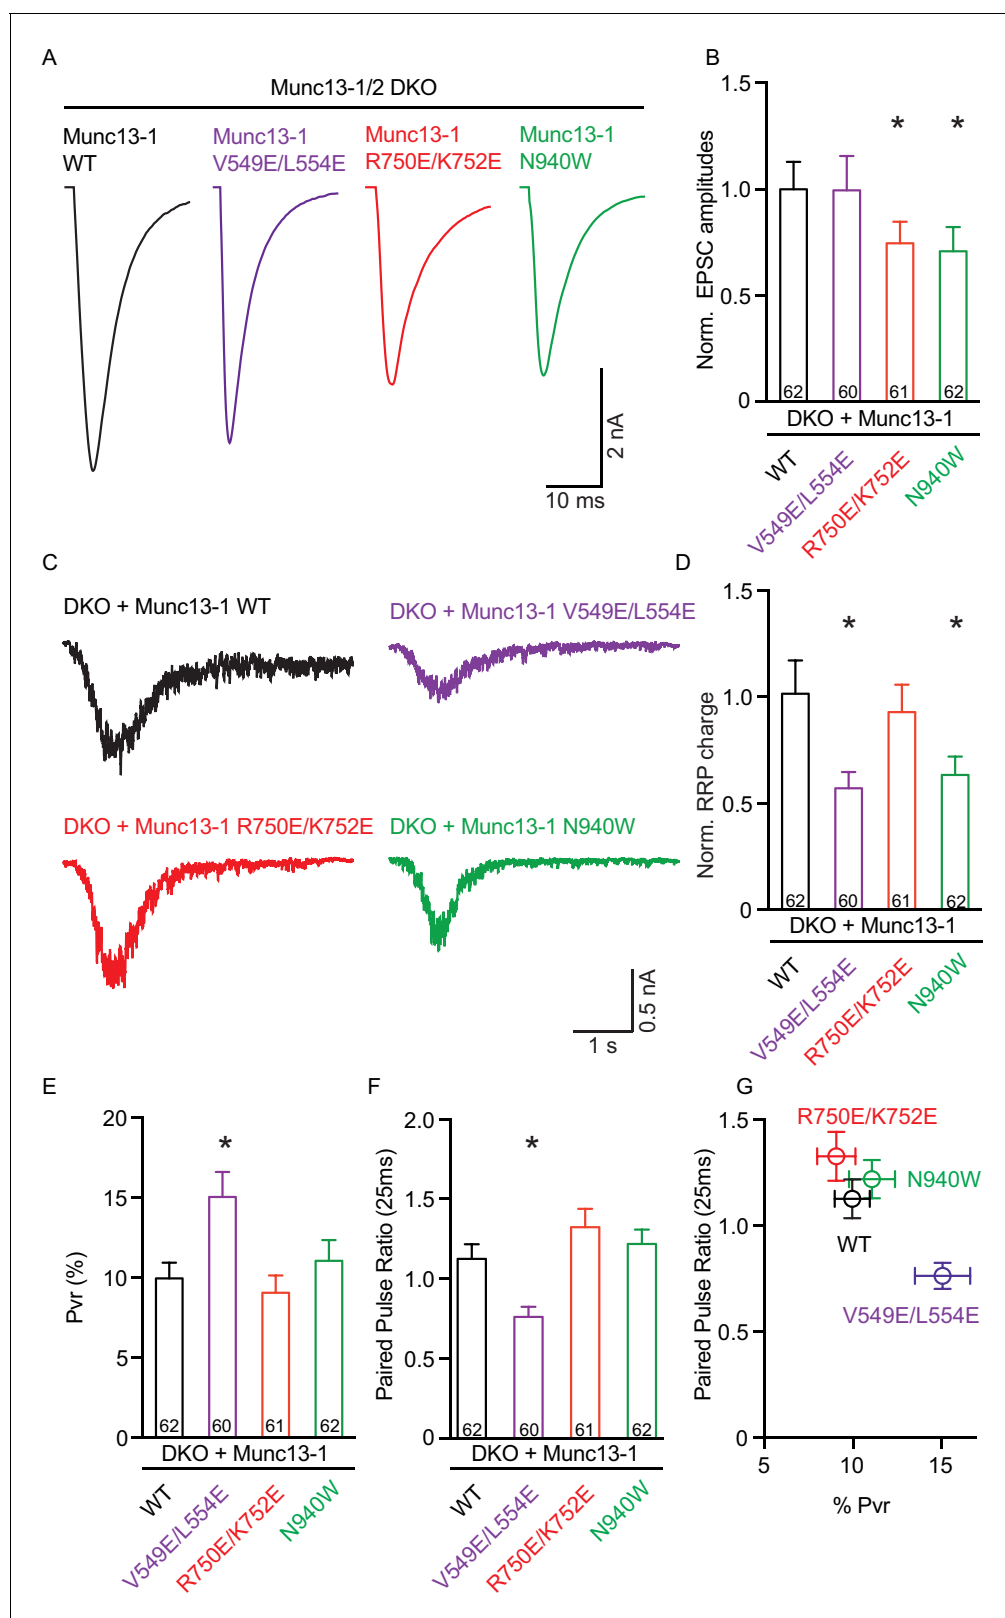 A
Munc13-1/2 DKO
Munc13-1
WT
Munc13-1
V549E/L554E
Munc13-1
R750E/K752E
Munc13-1
N940W
2 nA
10 ms
B
Norm. EPSC amplitudes
1.5
1.0
0.5
0
* *
62 60 61 62
DKO + Munc13-1
WT
V549E/L554E
R750E/K752E
N940W
C
DKO + Munc13-1 WT
DKO + Munc13-1 V549E/L554E
DKO + Munc13-1 R750E/K752E
DKO + Munc13-1 N940W
0.5 nA
1 s
D
Norm. RRP charge
1.5
1.0
0.5
0
* *
62 60 61 62
DKO + Munc13-1
WT
V549E/L554E
R750E/K752E
N940W
E
Pvr (%)
20
15
10
5
0
*
62 60 61 62
DKO + Munc13-1
WT
V549E/L554E
R750E/K752E
N940W
F
Paired Pulse Ratio (25ms)
2.0
1.5
1.0
0.5
0
*
62 60 61 62
DKO + Munc13-1
WT
V549E/L554E
R750E/K752E
N940W
G
Paired Pulse Ratio (25ms)
1.5
1.0
0.5
0
R750E/K752E
N940W
WT
V549E/L554E
5 10 15
% Pvr